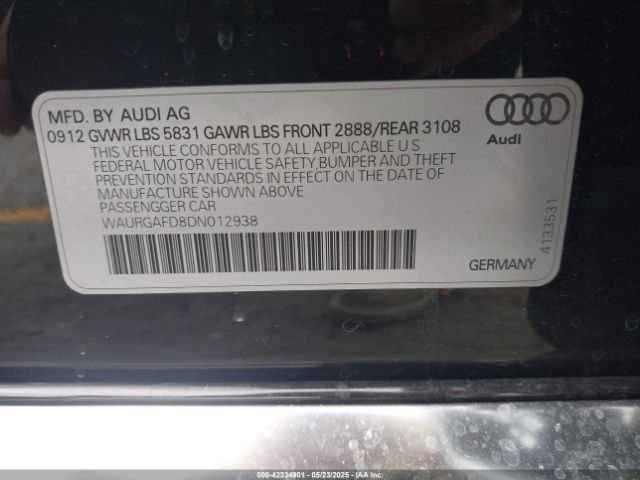 MFD. BY AUDI AG
0912 GVWR LBS 5831 GAWR LBS FRONT 2888/REAR 3108
THIS VEHICLE CONFORMS TO ALL APPLICABLE U S
FEDERAL MOTOR VEHICLE SAFETY, BUMPER AND THEFT
PREVENTION STANDARDS IN EFFECT ON THE DATE OF
MANUFACTURE SHOWN ABOVE
PASSENGGER CAR
WAURGAFD8DN012938
Audi
4133531
GERMANY
000-42334901 - 05/23/2025 - IAA Inc.